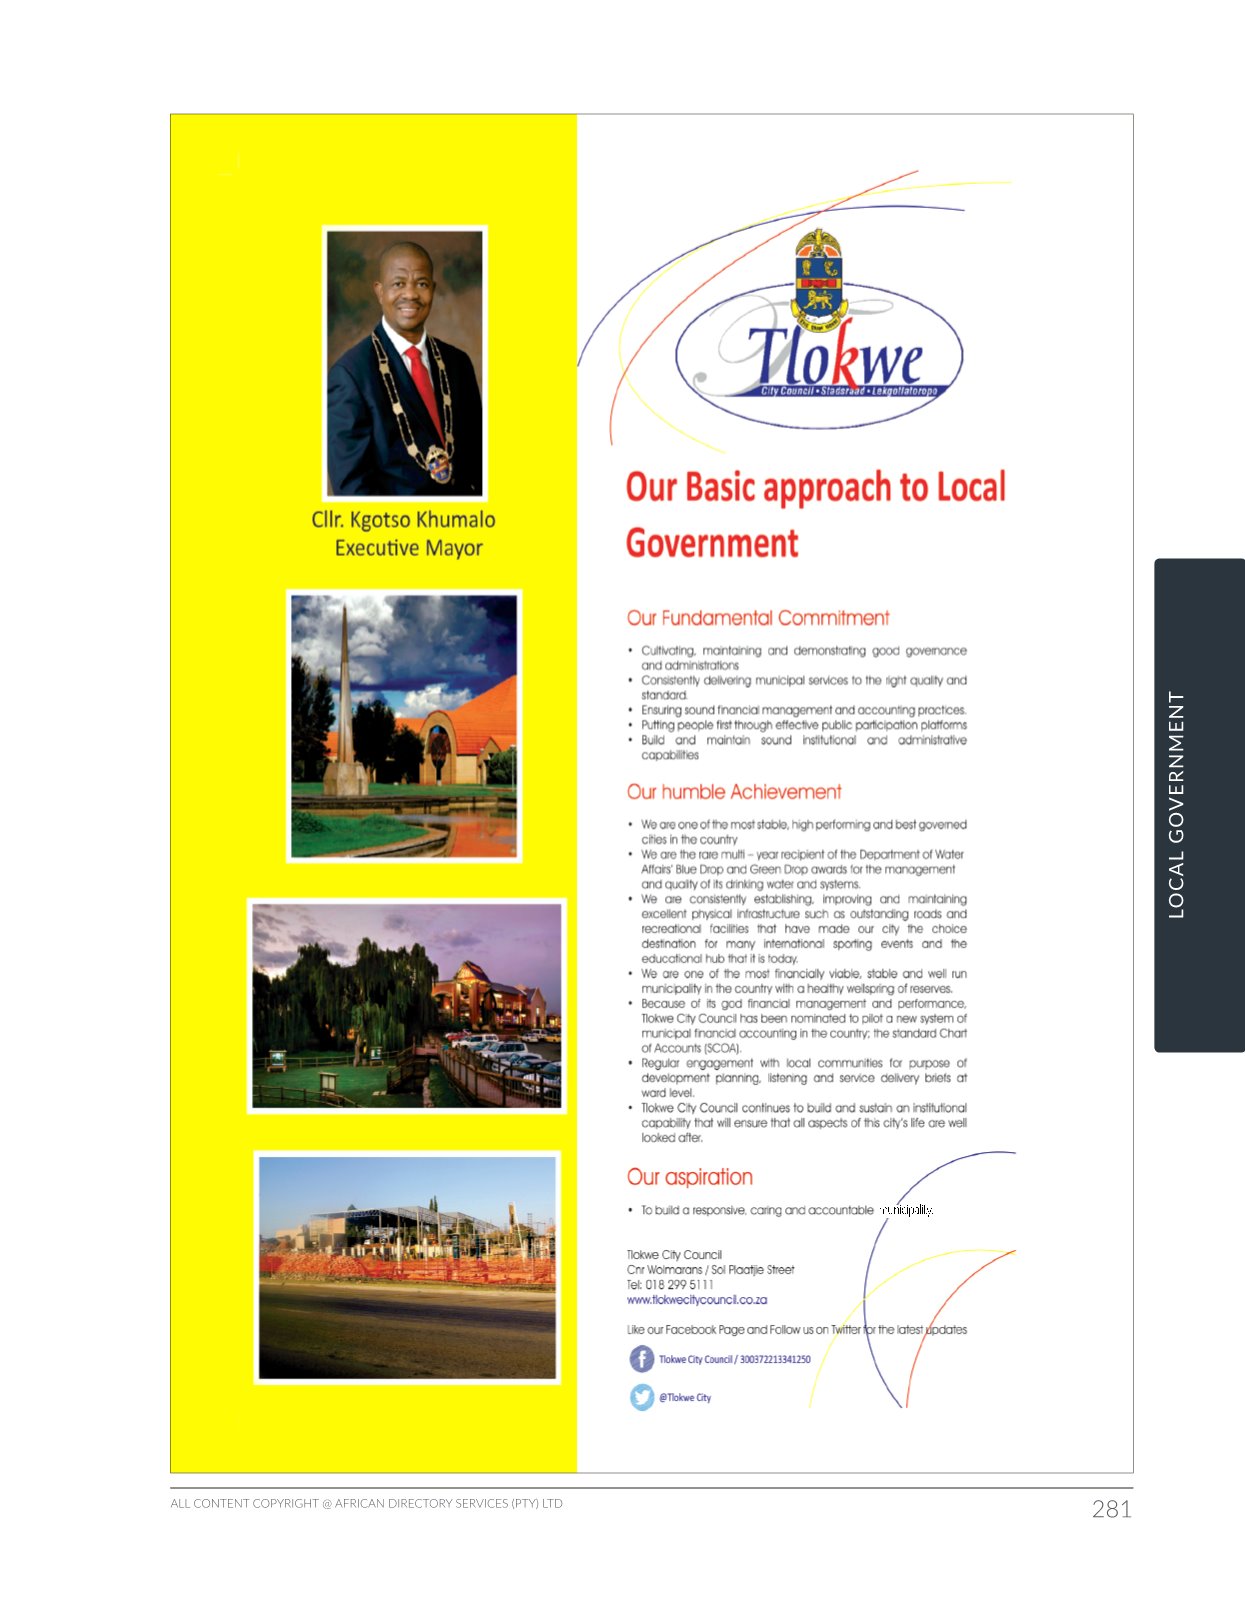 Cllr. Kgotso Khumalo
Executive Mayor
Tlokwe
City Council • Stadsraad • Lekgotlatoropo
Our Basic approach to Local
Government
Our Fundamental Commitment
• Cultivating, maintaining and demonstrating good governance
and administrations
• Consistently delivering municipal services to the right quality and
standard.
• Ensuring sound financial management and accounting practices.
• Putting people first through effective public participation platforms
• Build and maintain sound institutional and administrative
capabilities
Our humble Achievement
• We are one of the most stable, high performing and best governed
cities in the country
• We are the rare multi – year recipient of the Department of Water
Affairs' Blue Drop and Green Drop awards for the management
and quality of its drinking water and systems.
• We are consistently establishing, improving and maintaining
excellent physical infrastructure such as outstanding roads and
recreational facilities that have made our city the choice
destination for many international sporting events and the
educational hub that it is today.
• We are one of the most financially viable, stable and well run
municipality in the country with a healthy wellspring of reserves.
• Because of its god financial management and performance,
Tlokwe City Council has been nominated to pilot a new system of
municipal financial accounting in the country; the standard Chart
of Accounts (SCOA).
• Regular engagement with local communities for purpose of
development planning, listening and service delivery briefs at
ward level.
• Tlokwe City Council continues to build and sustain an institutional
capability that will ensure that all aspects of this city's life are well
looked after.
Our aspiration
• To build a responsive, caring and accountable municipality.
Tlokwe City Council
Cnr Wolmarans / Sol Plaatjie Street
Tel: 018 299 5111
www.tlokwecitycouncil.co.za
Like our Facebook Page and Follow us on Twitter for the latest updates
Tlokwe City Council / 300372213341250
@Tlokwe City
LOCAL GOVERNMENT
ALL CONTENT COPYRIGHT @ AFRICAN DIRECTORY SERVICES (PTY) LTD
281